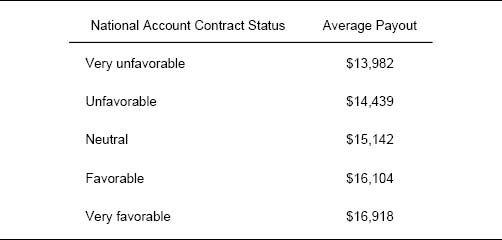 National Account Contract Status Average Payout
Very unfavorable $13,982
Unfavorable $14,439
Neutral $15,142
Favorable $16,104
Very favorable $16,918